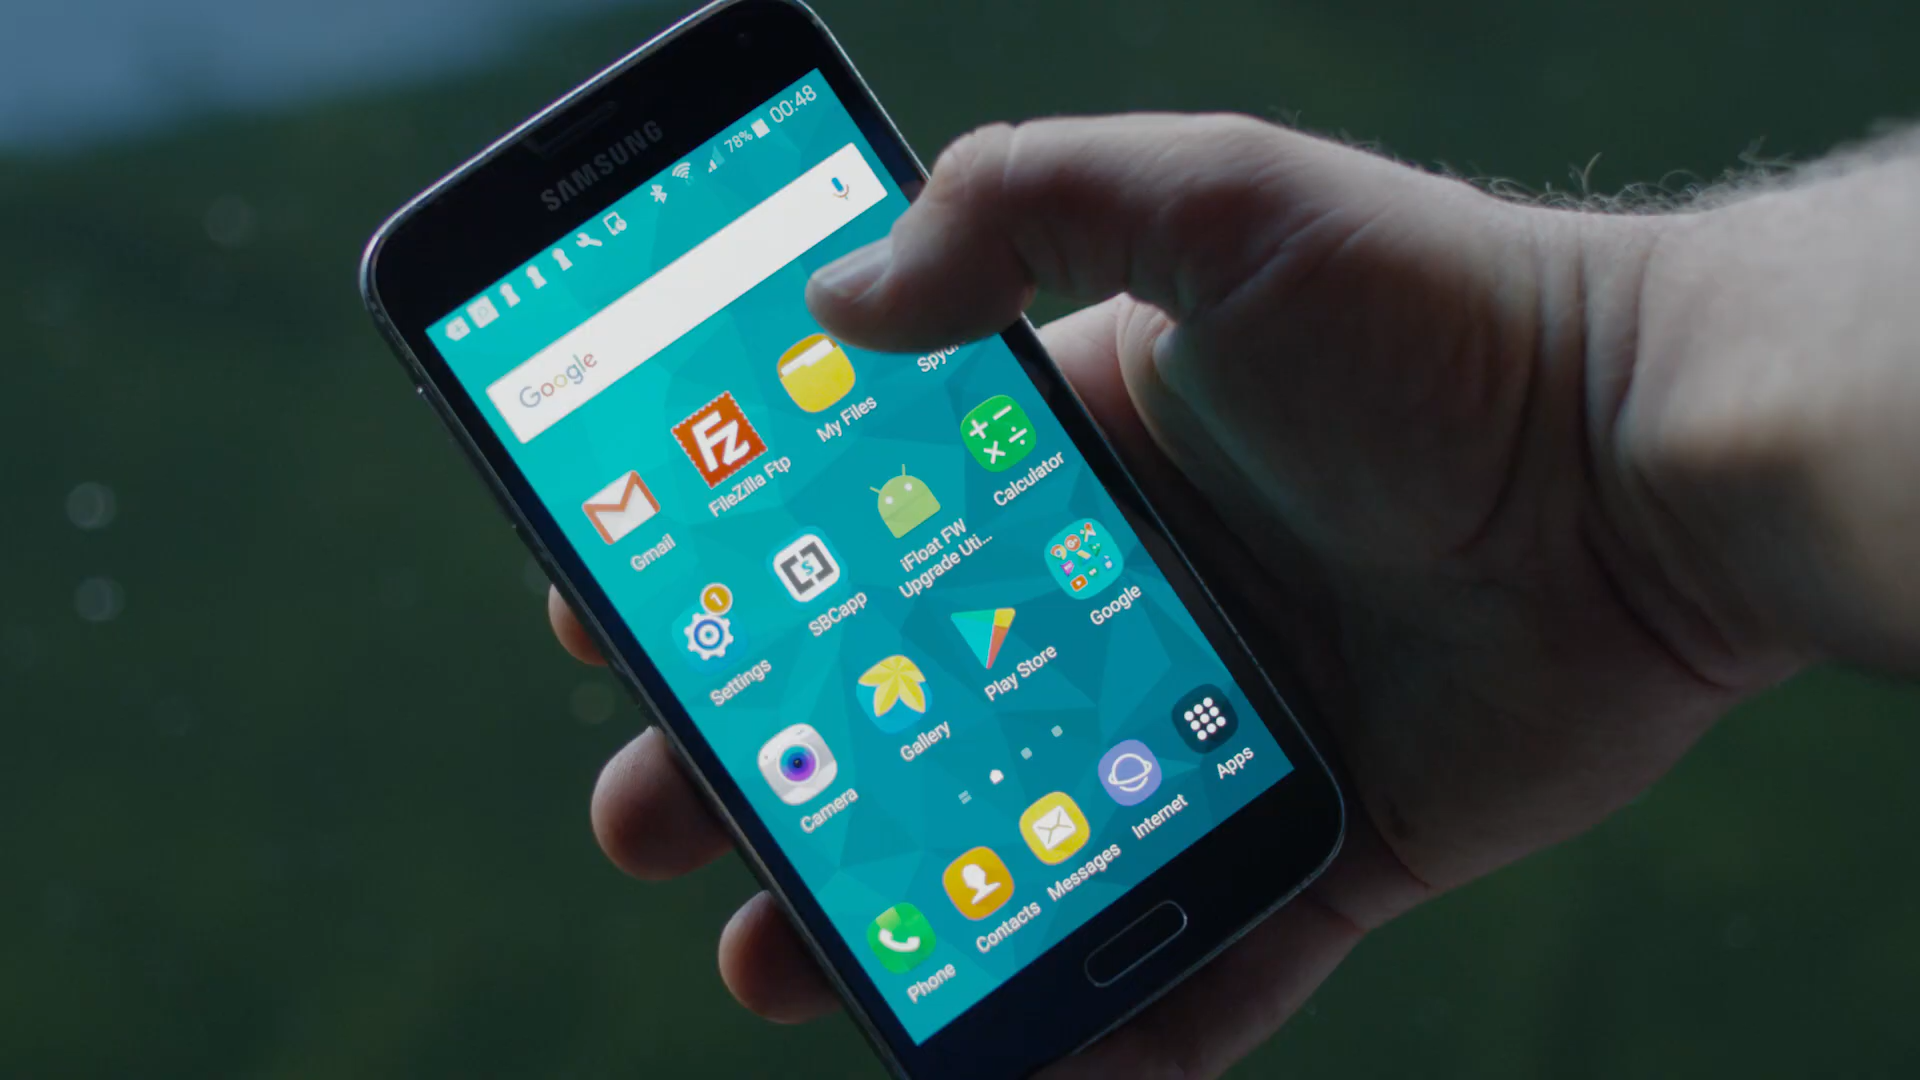 SAMSUNG
78% 00:48
Google
Gmail
FileZilla Ftp
My Files
Settings
1
SBCapp
iFloat FW
Upgrade Uti...
Calculator
Camera
Gallery
Play Store
Google
Phone
Contacts
Messages
Internet
Apps